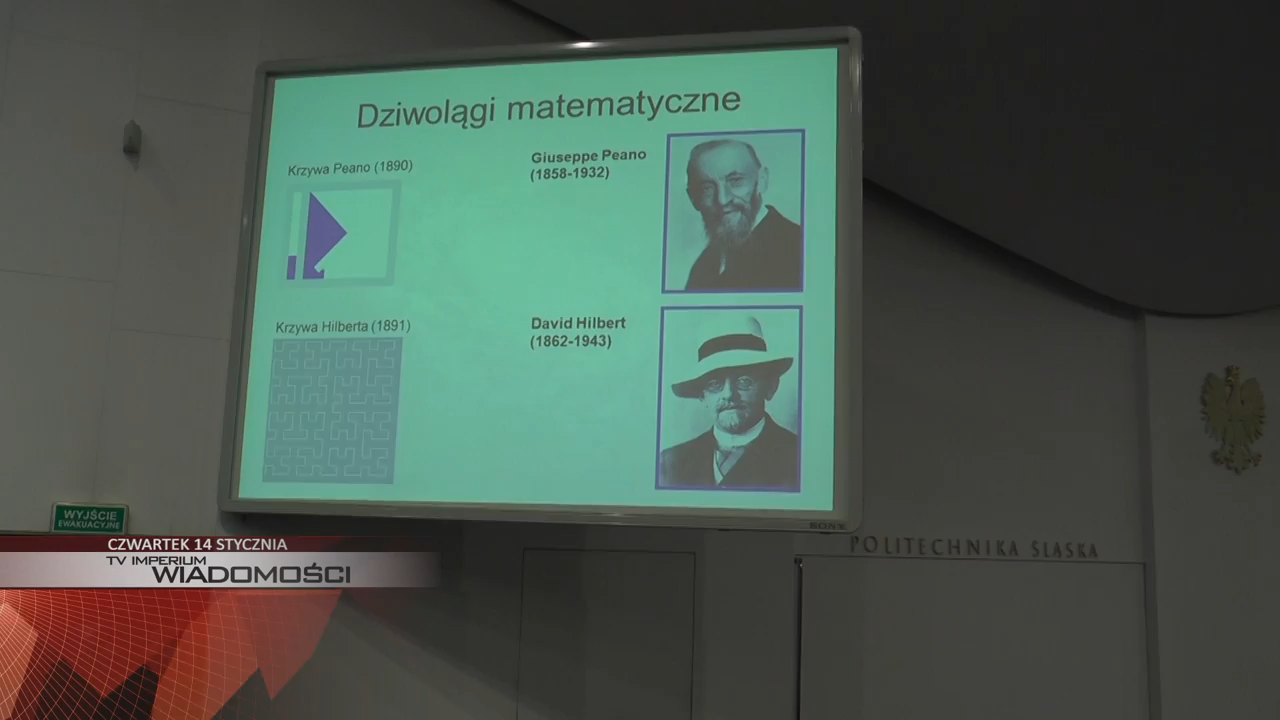 Dziwolągi matematyczne
Krzywa Peano (1890)
Giuseppe Peano
(1858-1932)
Krzywa Hilberta (1891)
David Hilbert
(1862-1943)
SONY
WYJŚCIE
EWAKUACYJNE
POLITECHNIKA ŚLĄSKA
CZWARTEK 14 STYCZNIA
TV IMPERIUM
WIADOMOŚCI